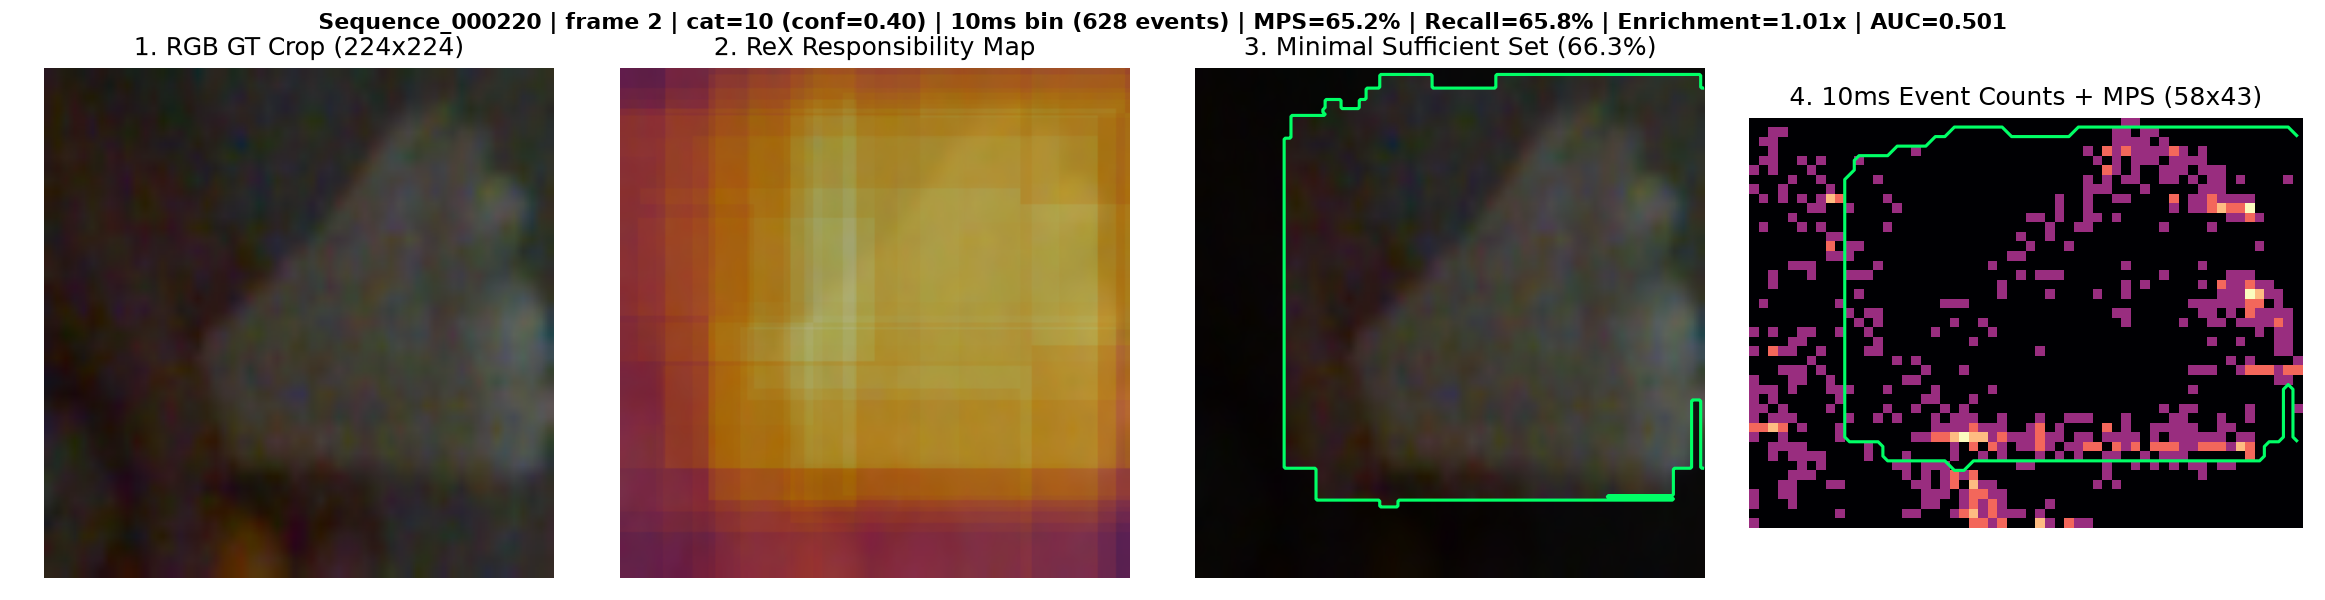 Sequence_000220 | frame 2 | cat=10 (conf=0.40) | 10ms bin (628 events) | MPS=65.2% | Recall=65.8% | Enrichment=1.01x | AUC=0.501
1. RGB GT Crop (224x224)
2. ReX Responsibility Map
3. Minimal Sufficient Set (66.3%)
4. 10ms Event Counts + MPS (58x43)